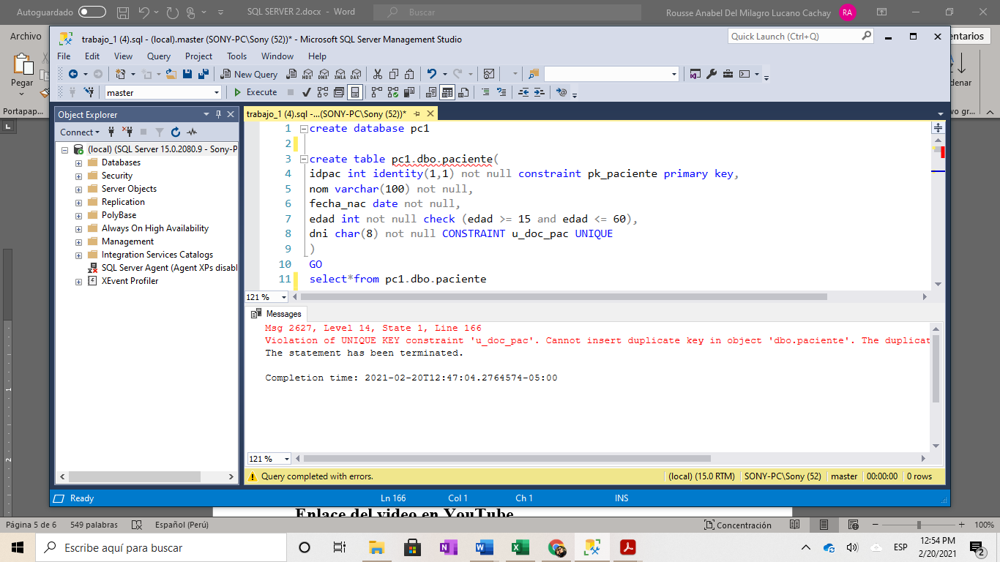 Autoguardado
SQL SERVER 2.docx - Word
Buscar
Rousse Anabel Del Milagro Lucano Cachay
RA
Archivo
entarios
Pegar
Portapap...
denar
vo gr...
trabajo_1 (4).sql - (local).master (SONY-PC\Sony (52))* - Microsoft SQL Server Management Studio
Quick Launch (Ctrl+Q)
File Edit View Query Project Tools Window Help
New Query
MDX DMX XMLA DAX
master
Execute
Object Explorer
Connect
(local) (SQL Server 15.0.2080.9 - Sony-P
Databases
Security
Server Objects
Replication
PolyBase
Always On High Availability
Management
Integration Services Catalogs
SQL Server Agent (Agent XPs disabl
XEvent Profiler
trabajo_1 (4).sql -...(SONY-PC\Sony (52))*
1 create database pc1
2
3 create table pc1.dbo.paciente(
4 idpac int identity(1,1) not null constraint pk_paciente primary key,
5 nom varchar(100) not null,
6 fecha_nac date not null,
7 edad int not null check (edad >= 15 and edad <= 60),
8 dni char(8) not null CONSTRAINT u_doc_pac UNIQUE
9 )
10 GO
11 select*from pc1.dbo.paciente
121 %
Messages
Msg 2627, Level 14, State 1, Line 166
Violation of UNIQUE KEY constraint 'u_doc_pac'. Cannot insert duplicate key in object 'dbo.paciente'. The duplicat
The statement has been terminated.
Completion time: 2021-02-20T12:47:04.2764574-05:00
121 %
Query completed with errors.
(local) (15.0 RTM) SONY-PC\Sony (52) master 00:00:00 0 rows
Ready
Ln 166 Col 1 Ch 1 INS
Enlace del video en YouTube
1
2
Página 5 de 6 549 palabras Español (Perú)
Concentración
100%
Escribe aquí para buscar
ESP
12:54 PM
2/20/2021
2